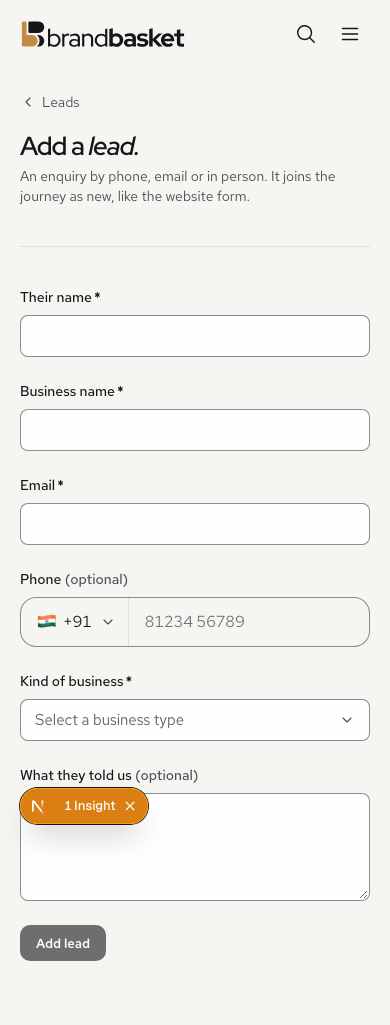 brandbasket
Leads
Add a lead.
An enquiry by phone, email or in person. It joins the
journey as new, like the website form.
Their name *
Business name *
Email *
Phone (optional)
+91 81234 56789
Kind of business *
Select a business type
What they told us (optional)
1 Insight
Add lead